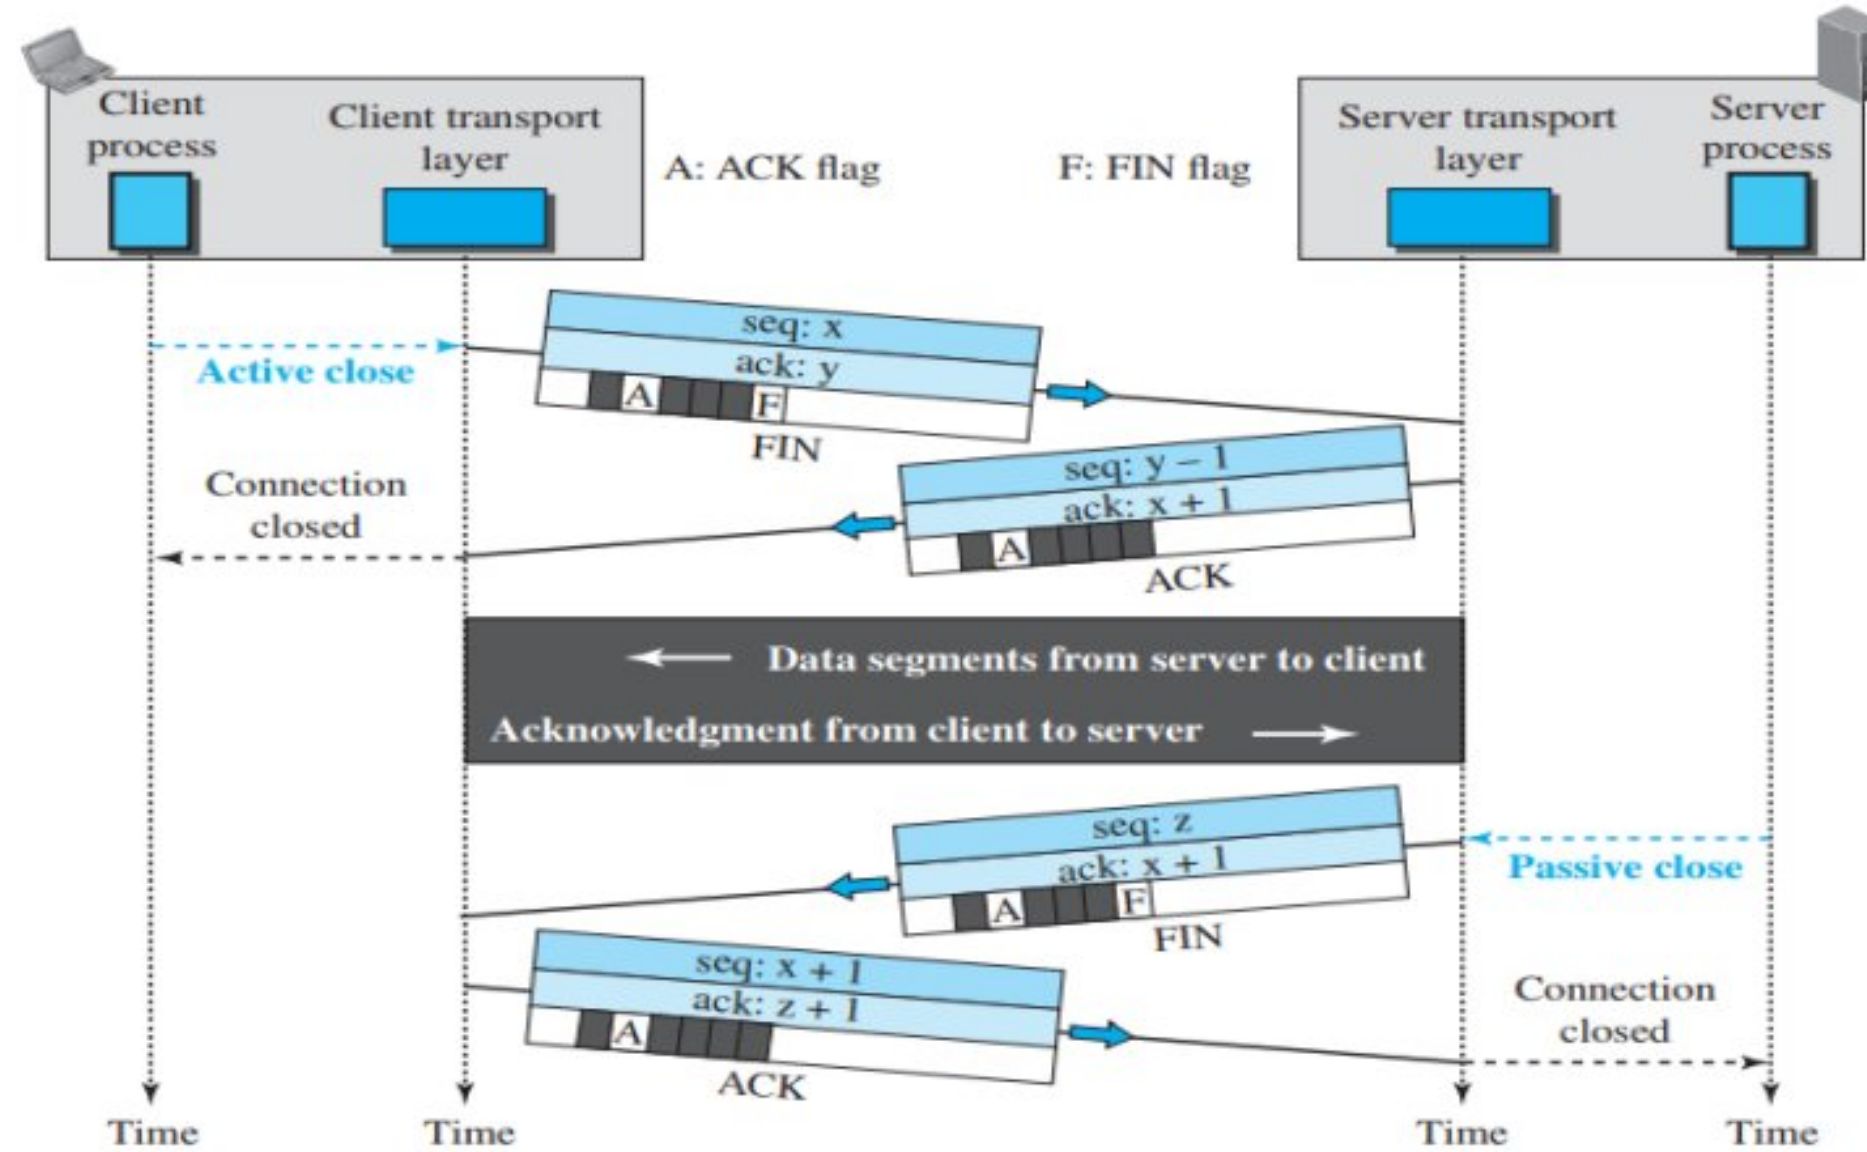 Client
process
Client transport
layer
A: ACK flag
F: FIN flag
Server transport
layer
Server
process
seq: x
ack: y
A
F
FIN
Active close
seq: y – 1
ack: x + 1
A
ACK
Connection
closed
Data segments from server to client
Acknowledgment from client to server
seq: z
ack: x + 1
A
F
FIN
Passive close
seq: x + 1
ack: z + 1
A
ACK
Connection
closed
Time
Time
Time
Time